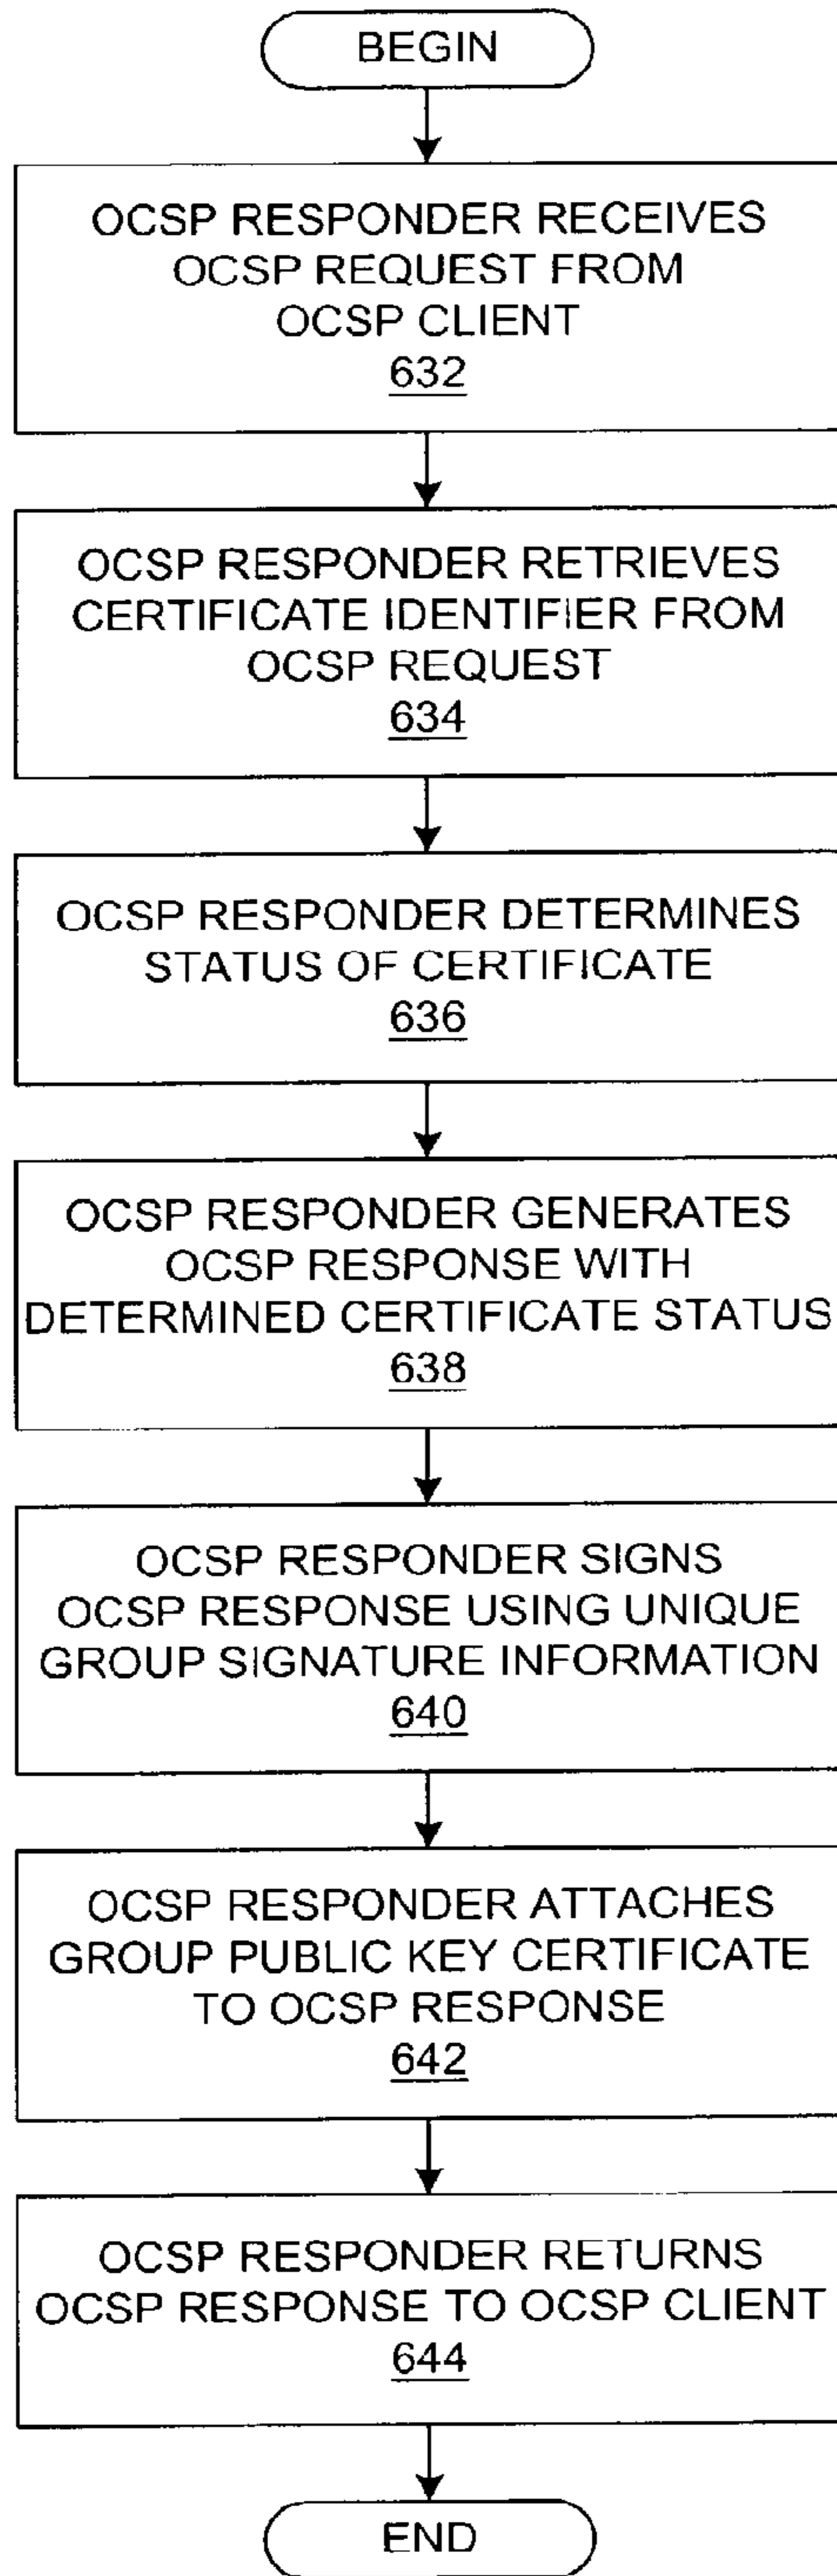 BEGIN
OCSP RESPONDER RECEIVES
OCSP REQUEST FROM
OCSP CLIENT
632
OCSP RESPONDER RETRIEVES
CERTIFICATE IDENTIFIER FROM
OCSP REQUEST
634
OCSP RESPONDER DETERMINES
STATUS OF CERTIFICATE
636
OCSP RESPONDER GENERATES
OCSP RESPONSE WITH
DETERMINED CERTIFICATE STATUS
638
OCSP RESPONDER SIGNS
OCSP RESPONSE USING UNIQUE
GROUP SIGNATURE INFORMATION
640
OCSP RESPONDER ATTACHES
GROUP PUBLIC KEY CERTIFICATE
TO OCSP RESPONSE
642
OCSP RESPONDER RETURNS
OCSP RESPONSE TO OCSP CLIENT
644
END